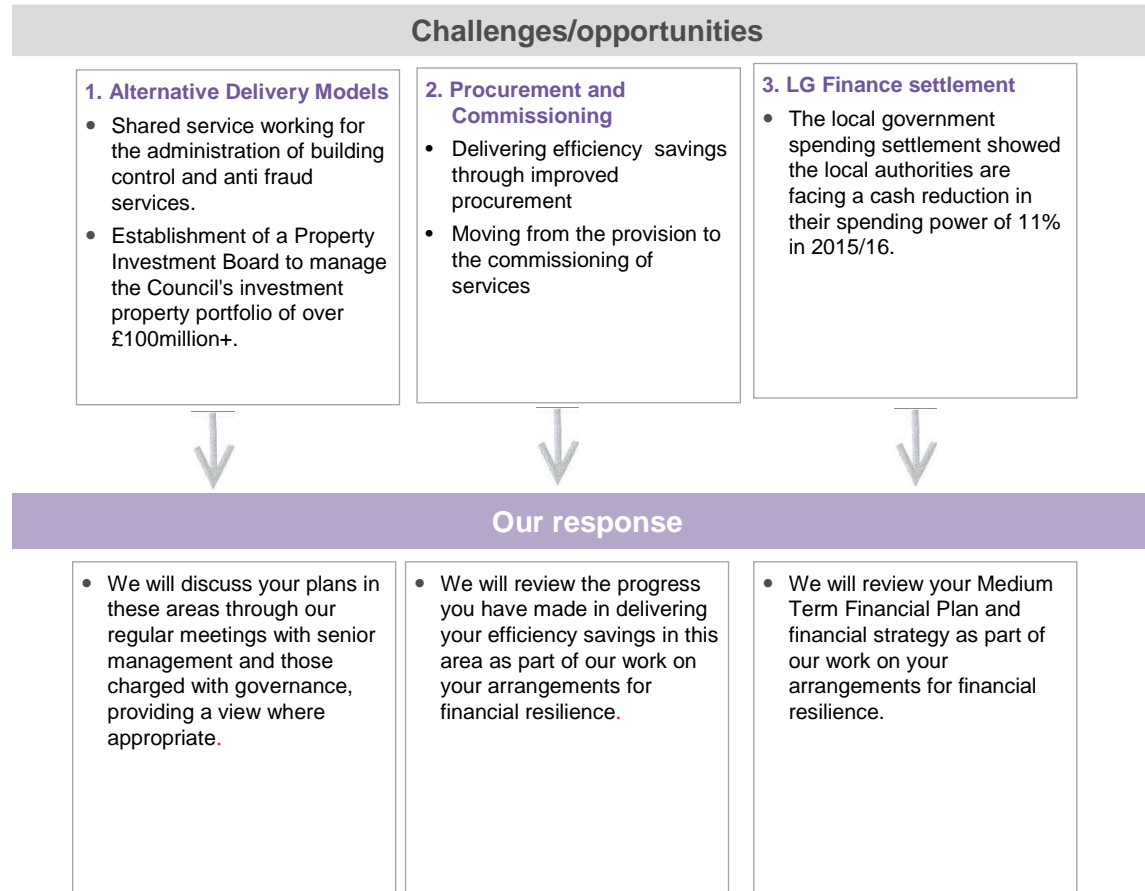 Challenges/opportunities
1. Alternative Delivery Models
• Shared service working for
the administration of building
control and anti fraud
services.
• Establishment of a Property
Investment Board to manage
the Council's investment
property portfolio of over
£100million+.
2. Procurement and
Commissioning
• Delivering efficiency savings
through improved
procurement
• Moving from the provision to
the commissioning of
services
3. LG Finance settlement
• The local government
spending settlement showed
the local authorities are
facing a cash reduction in
their spending power of 11%
in 2015/16.
Our response
• We will discuss your plans in
these areas through our
regular meetings with senior
management and those
charged with governance,
providing a view where
appropriate.
• We will review the progress
you have made in delivering
your efficiency savings in this
area as part of our work on
your arrangements for
financial resilience.
• We will review your Medium
Term Financial Plan and
financial strategy as part of
our work on your
arrangements for financial
resilience.